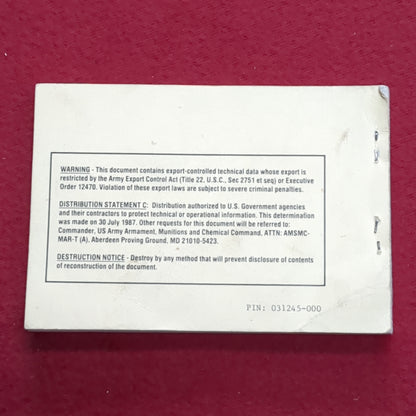 WARNING - This document contains export-controlled technical data whose export is
restricted by the Army Export Control Act (Title 22, U.S.C., Sec 2751 et seq) or Executive
Order 12470. Violation of these export laws are subject to severe criminal penalties.
DISTRIBUTION STATEMENT C: Distribution authorized to U.S. Government agencies
and their contractors to protect technical or operational information. This determination
was made on 30 July 1987. Other requests for this document will be referred to:
Commander, US Army Armament, Munitions and Chemical Command, ATTN: AMSMC-
MAR-T (A), Aberdeen Proving Ground, MD 21010-5423.
DESTRUCTION NOTICE - Destroy by any method that will prevent disclosure of contents
of reconstruction of the document.
PIN: 031245-000